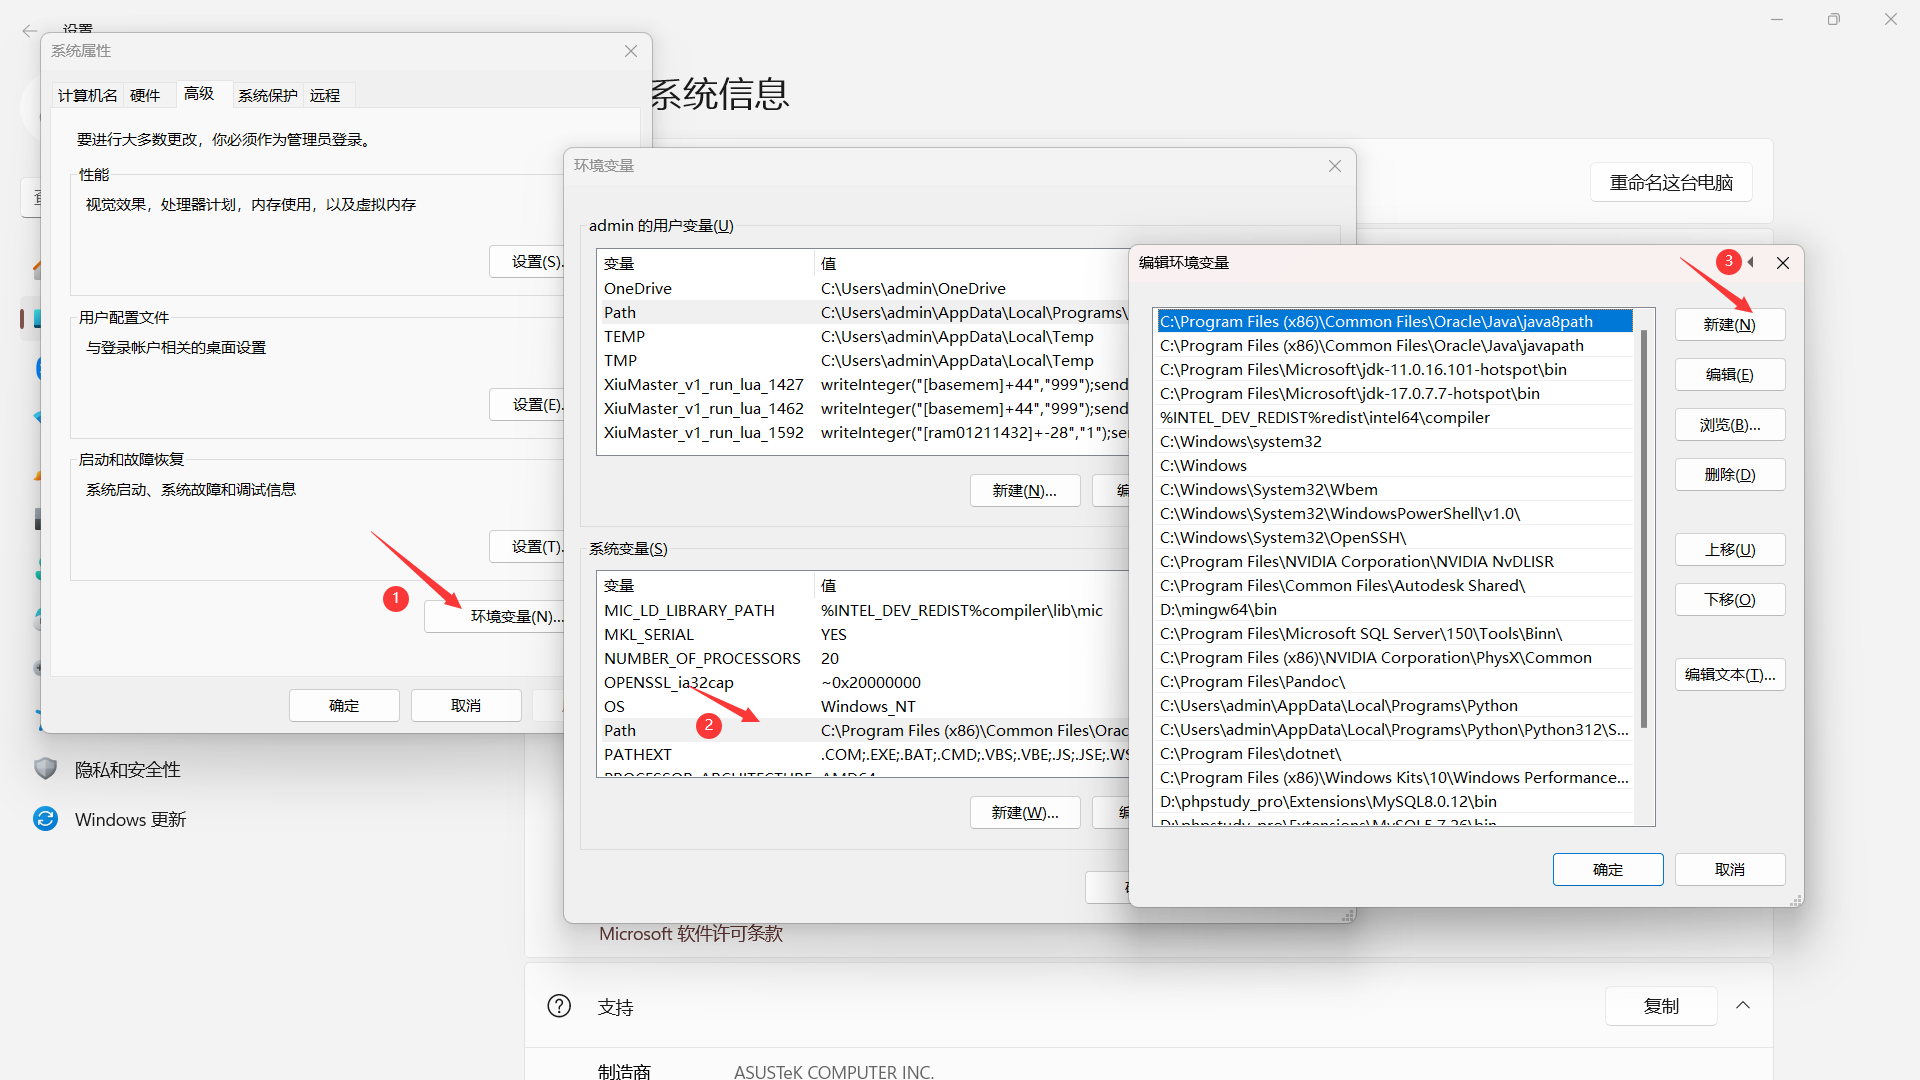 设置
系统属性
计算机名 硬件 高级 系统保护 远程
要进行大多数更改，你必须作为管理员登录。
性能
视觉效果，处理器计划，内存使用，以及虚拟内存
设置(S).
用户配置文件
与登录帐户相关的桌面设置
设置(E).
启动和故障恢复
系统启动、系统故障和调试信息
设置(T).
1
环境变量(N)...
确定 取消
隐私和安全性
Windows 更新
系统信息
重命名这台电脑
环境变量
admin 的用户变量(U)
变量 值
OneDrive C:\Users\admin\OneDrive
Path C:\Users\admin\AppData\Local\Programs\
TEMP C:\Users\admin\AppData\Local\Temp
TMP C:\Users\admin\AppData\Local\Temp
XiuMaster_v1_run_lua_1427 writeInteger("[basemem]+44","999");send
XiuMaster_v1_run_lua_1462 writeInteger("[basemem]+44","999");send
XiuMaster_v1_run_lua_1592 writeInteger("[ram01211432]+-28","1");se
新建(N)... 编
系统变量(S)
变量 值
MIC_LD_LIBRARY_PATH %INTEL_DEV_REDIST%compiler\lib\mic
MKL_SERIAL YES
NUMBER_OF_PROCESSORS 20
OPENSSL_ia32cap ~0x20000000
OS Windows_NT
Path 2 C:\Program Files (x86)\Common Files\Orac
PATHEXT .COM;.EXE;.BAT;.CMD;.VBS;.VBE;.JS;.JSE;.WS
PROCESSOR_ARCHITECTURE AMD64
新建(W)... 编
编辑环境变量
3
C:\Program Files (x86)\Common Files\Oracle\Java\java8path
C:\Program Files (x86)\Common Files\Oracle\Java\javapath
C:\Program Files\Microsoft\jdk-11.0.16.101-hotspot\bin
C:\Program Files\Microsoft\jdk-17.0.7.7-hotspot\bin
%INTEL_DEV_REDIST%redist\intel64\compiler
C:\Windows\system32
C:\Windows
C:\Windows\System32\Wbem
C:\Windows\System32\WindowsPowerShell\v1.0\
C:\Windows\System32\OpenSSH\
C:\Program Files\NVIDIA Corporation\NVIDIA NvDLISR
C:\Program Files\Common Files\Autodesk Shared\
D:\mingw64\bin
C:\Program Files\Microsoft SQL Server\150\Tools\Binn\
C:\Program Files (x86)\NVIDIA Corporation\PhysX\Common
C:\Program Files\Pandoc\
C:\Users\admin\AppData\Local\Programs\Python
C:\Users\admin\AppData\Local\Programs\Python\Python312\S...
C:\Program Files\dotnet\
C:\Program Files (x86)\Windows Kits\10\Windows Performance...
D:\phpstudy_pro\Extensions\MySQL8.0.12\bin
D:\phpstudy_pro\Extensions\MySQL5.7.26\bin
新建(N)
编辑(E)
浏览(B)...
删除(D)
上移(U)
下移(O)
编辑文本(T)...
确定 取消
Microsoft 软件许可条款
支持 复制
制造商 ASUSTeK COMPUTER INC.